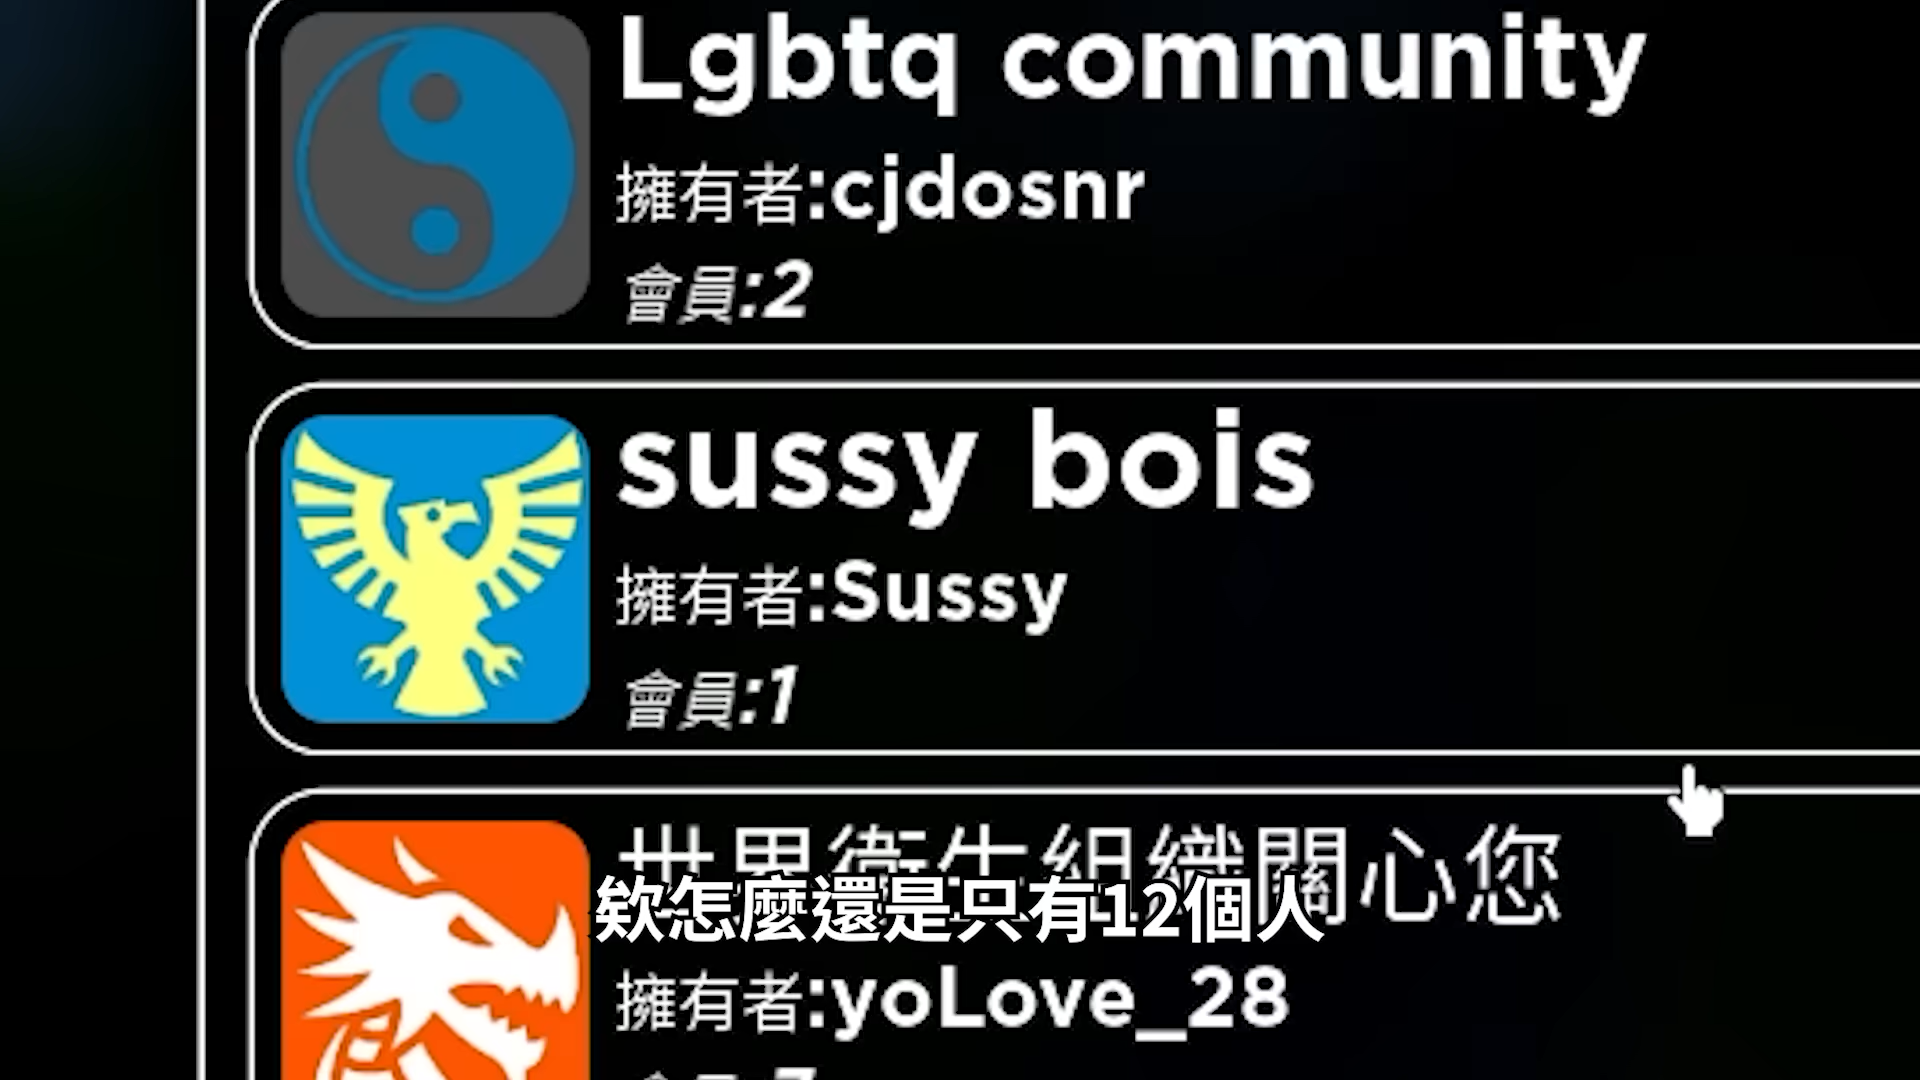 Lgbtq community
擁有者:cjdosnr
會員:2
sussy bois
擁有者:Sussy
會員:1
世界衛生組織關心您
欸怎麼還是只有12個人
擁有者:yoLove_28